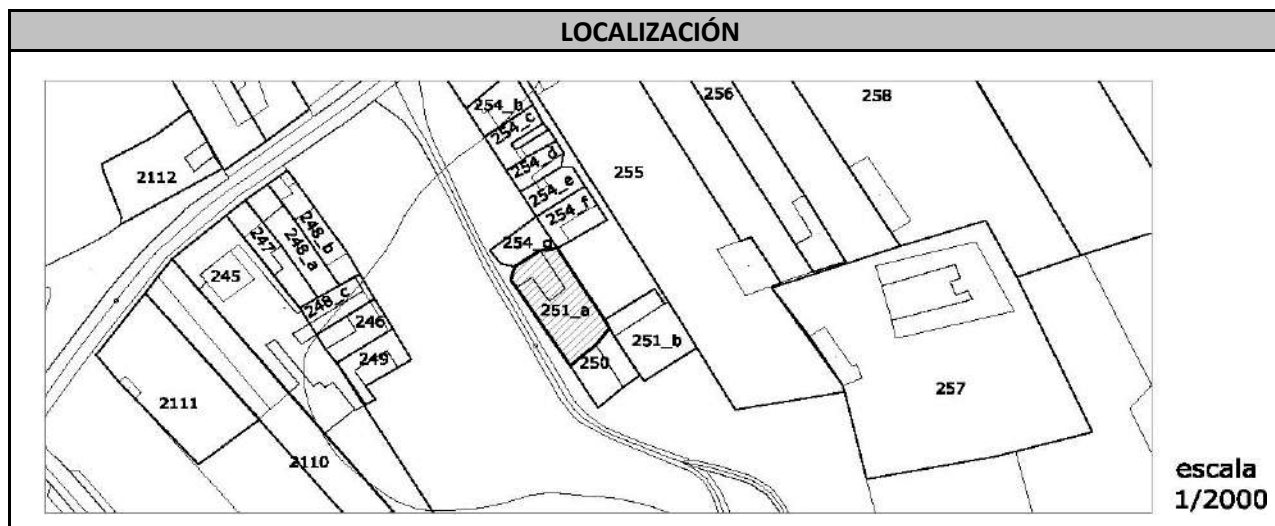 LOCALIZACIÓN
254_b
256
258
254_c
2112
254_d
255
254_e
248_b
254_f
247
248_a
254_g
245
248_c
251_a
246
251_b
249
250
257
2111
2110
escala
1/2000